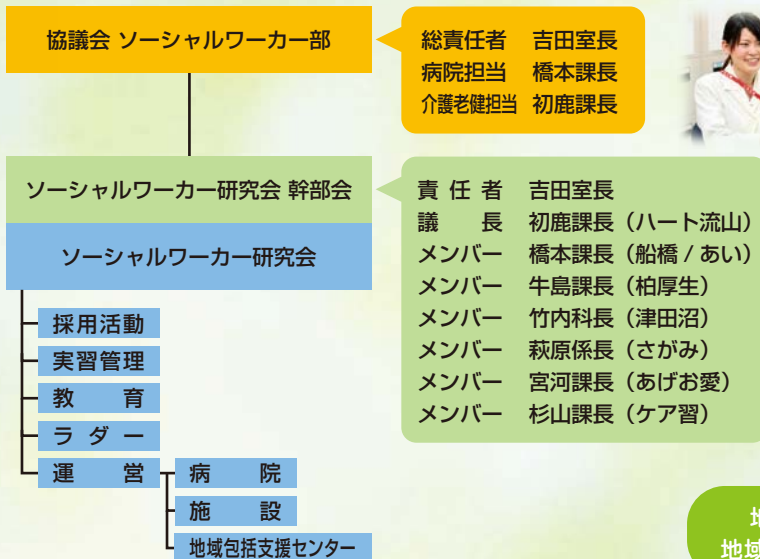 協議会 ソーシャルワーカー部
総責任者 吉田室長
病院担当 橋本課長
介護老健担当 初鹿課長
ソーシャルワーカー研究会 幹部会
ソーシャルワーカー研究会
責任者 吉田室長
議長 初鹿課長（ハート流山）
メンバー 橋本課長（船橋 / あい）
メンバー 牛島課長（柏厚生）
メンバー 竹内科長（津田沼）
メンバー 萩原係長（さがみ）
メンバー 宮河課長（あげお愛）
メンバー 杉山課長（ケア習）
採用活動
実習管理
教育
ラダー
運営
病院
施設
地域包括支援センター
地域